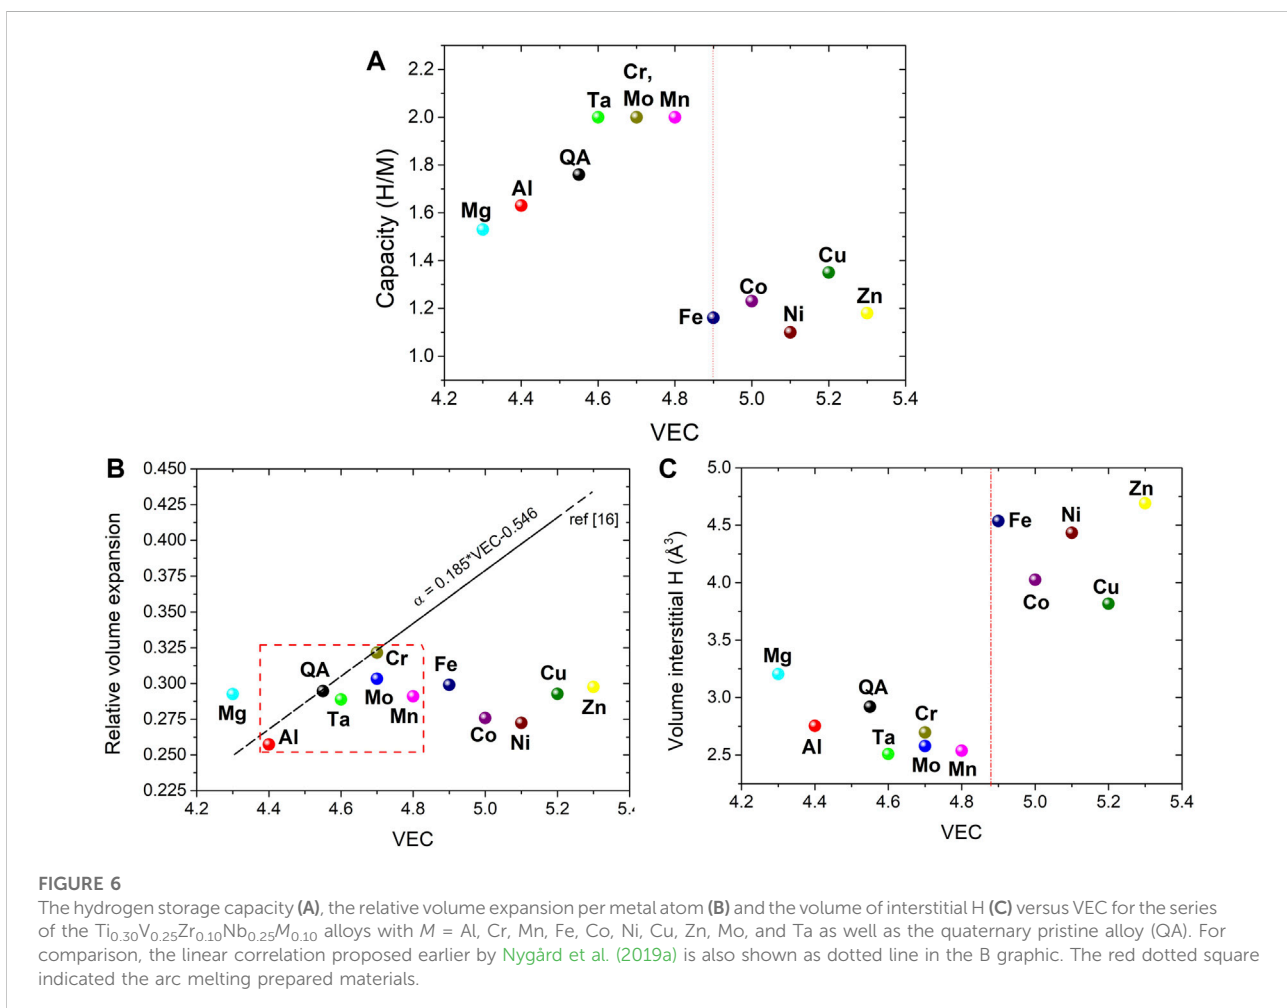 A
Capacity (H/M)
2.2
2.0
1.8
1.6
1.4
1.2
1.0
Cr,
Ta Mo Mn
QA
Al
Mg
Cu
Co
Fe Ni Zn
4.2 4.4 4.6 4.8 5.0 5.2 5.4
VEC
B
Relative volume expansion
0.450
0.425
0.400
0.375
0.350
0.325
0.300
0.275
0.250
0.225
α = 0.185*VEC-0.546
ref [16]
QA Cr Fe Cu
Mg Ta Mo Mn Zn
Al Co Ni
4.2 4.4 4.6 4.8 5.0 5.2 5.4
VEC
C
Volume interstitial H (Å³)
5.0
4.5
4.0
3.5
3.0
2.5
Zn
Fe Ni
Co Cu
Mg
QA
Cr
Al Ta Mo Mn
4.2 4.4 4.6 4.8 5.0 5.2 5.4
VEC
FIGURE 6
The hydrogen storage capacity (A), the relative volume expansion per metal atom (B) and the volume of interstitial H (C) versus VEC for the series
of the Ti₀.₃₀V₀.₂₅Zr₀.₁₀Nb₀.₂₅M₀.₁₀ alloys with M = Al, Cr, Mn, Fe, Co, Ni, Cu, Zn, Mo, and Ta as well as the quaternary pristine alloy (QA). For
comparison, the linear correlation proposed earlier by Nygård et al. (2019a) is also shown as dotted line in the B graphic. The red dotted square
indicated the arc melting prepared materials.